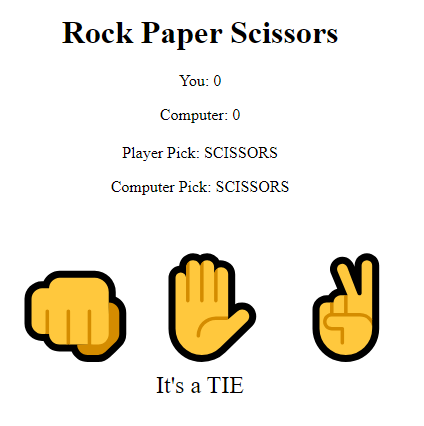 Rock Paper Scissors
You: 0
Computer: 0
Player Pick: SCISSORS
Computer Pick: SCISSORS
It's a TIE